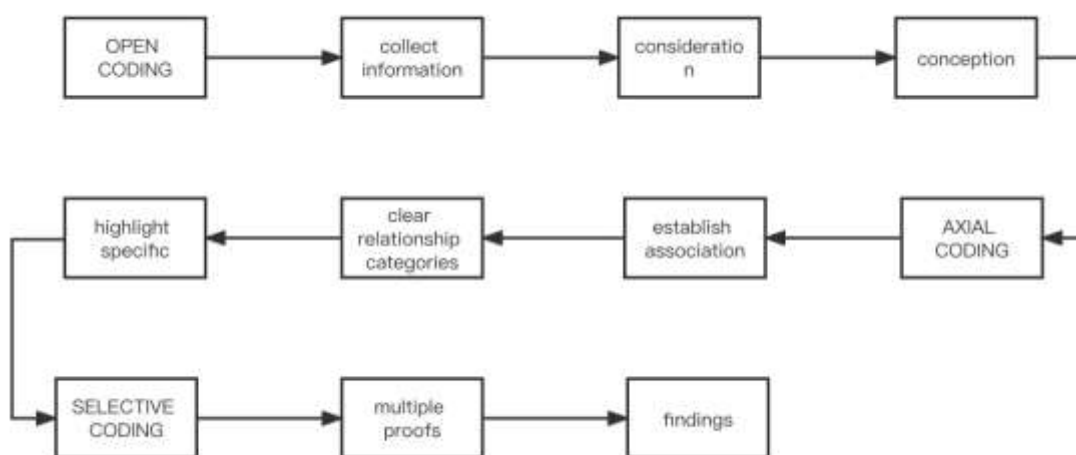 OPEN
CODING
collect
information
consideratio
n
conception
AXIAL
CODING
establish
association
clear
relationship
categories
highlight
specific
SELECTIVE
CODING
multiple
proofs
findings